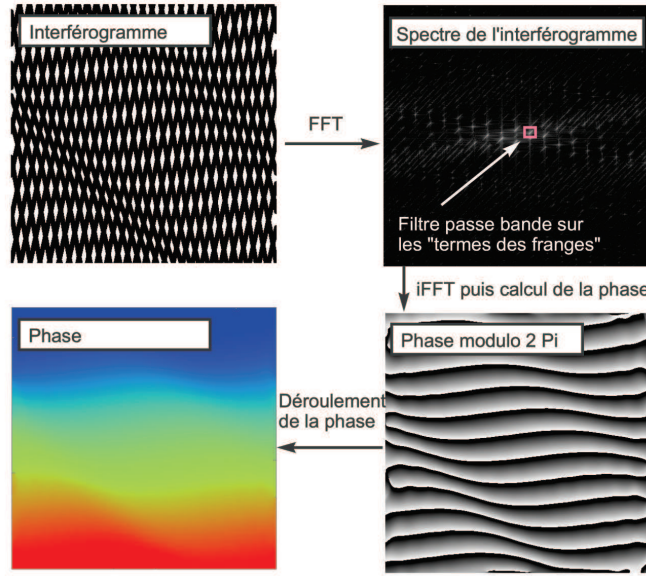 Interférogramme
Spectre de l'interférogramme
FFT
Filtre passe bande sur
les "termes des franges"
iFFT puis calcul de la phase
Phase
Phase modulo 2 Pi
Déroulement
de la phase